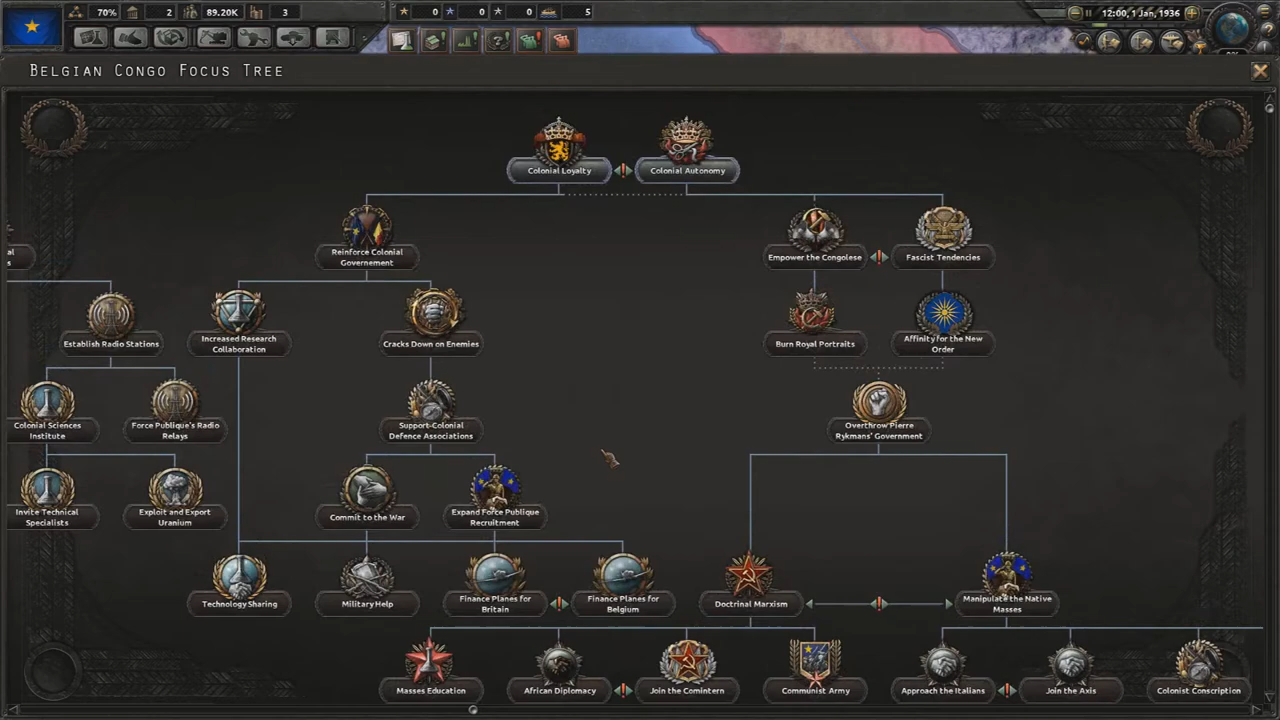 70%
2
89.20K
3
0
0
0
5
12:00, 1 Jan, 1936
Belgian Congo Focus Tree
Colonial Loyalty
Colonial Autonomy
Reinforce Colonial
Governement
Empower the Congolese
Fascist Tendencies
Establish Radio Stations
Increased Research
Collaboration
Cracks Down on Enemies
Burn Royal Portraits
Affinity for the New
Order
Colonial Sciences
Institute
Force Publique's Radio
Relays
Support-Colonial
Defence Associations
Overthrow Pierre
Rykmans' Government
Invite Technical
Specialists
Exploit and Export
Uranium
Commit to the War
Expand Force Publique
Recruitment
Technology Sharing
Military Help
Finance Planes for
Britain
Finance Planes for
Belgium
Doctrinal Marxism
Manipulate the Native
Masses
Masses Education
African Diplomacy
Join the Comintern
Communist Army
Approach the Italians
Join the Axis
Colonist Conscription